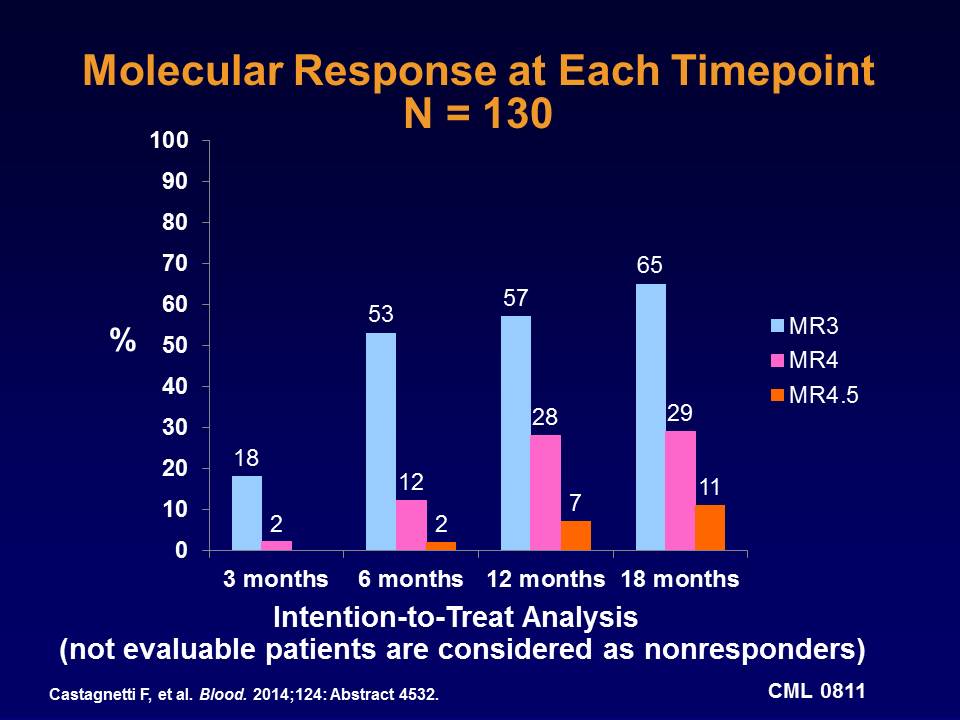 Molecular Response at Each Timepoint
N = 130
100
90
80
70
60
50
40
30
20
10
0
%
18
2
53
12
2
57
28
7
65
29
11
3 months 6 months 12 months 18 months
MR3
MR4
MR4.5
Intention-to-Treat Analysis
(not evaluable patients are considered as nonresponders)
Castagnetti F, et al. Blood. 2014;124: Abstract 4532.
CML 0811